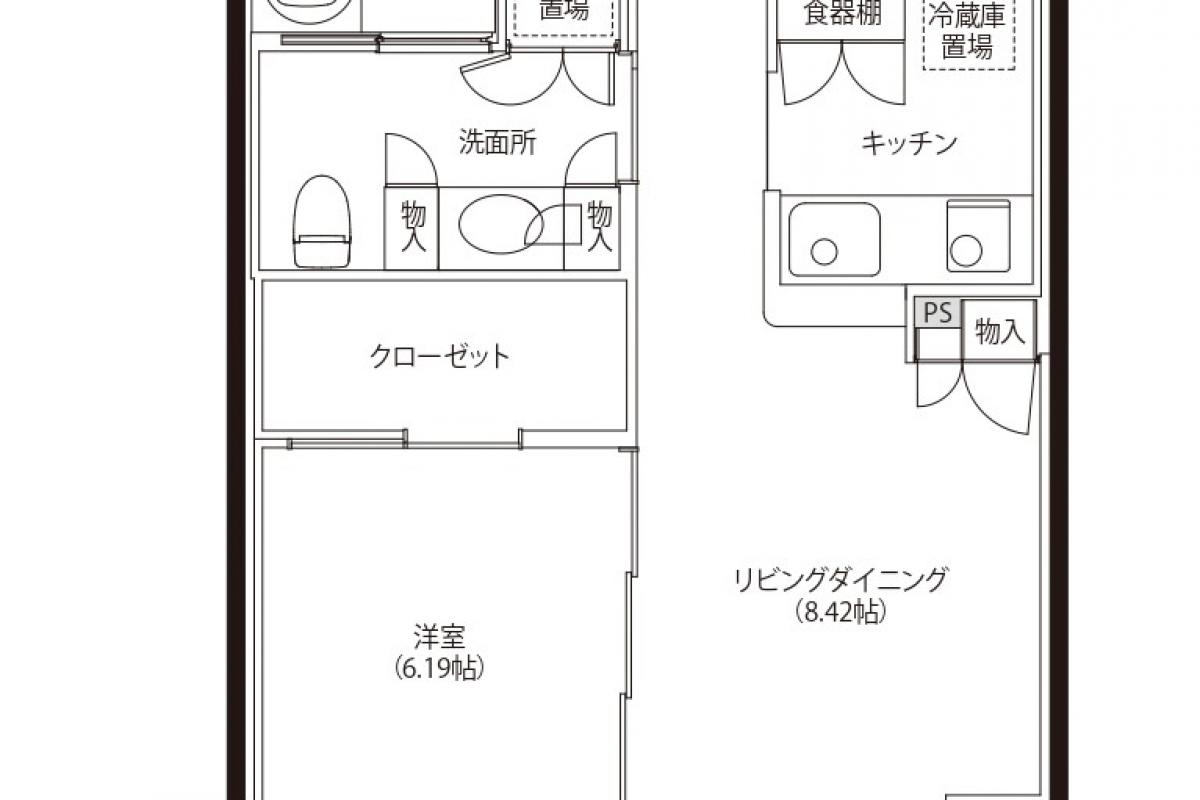 置場
食器棚
冷蔵庫
置場
洗面所
キッチン
物入
物入
PS
物入
クローゼット
リビングダイニング
(8.42帖)
洋室
(6.19帖)